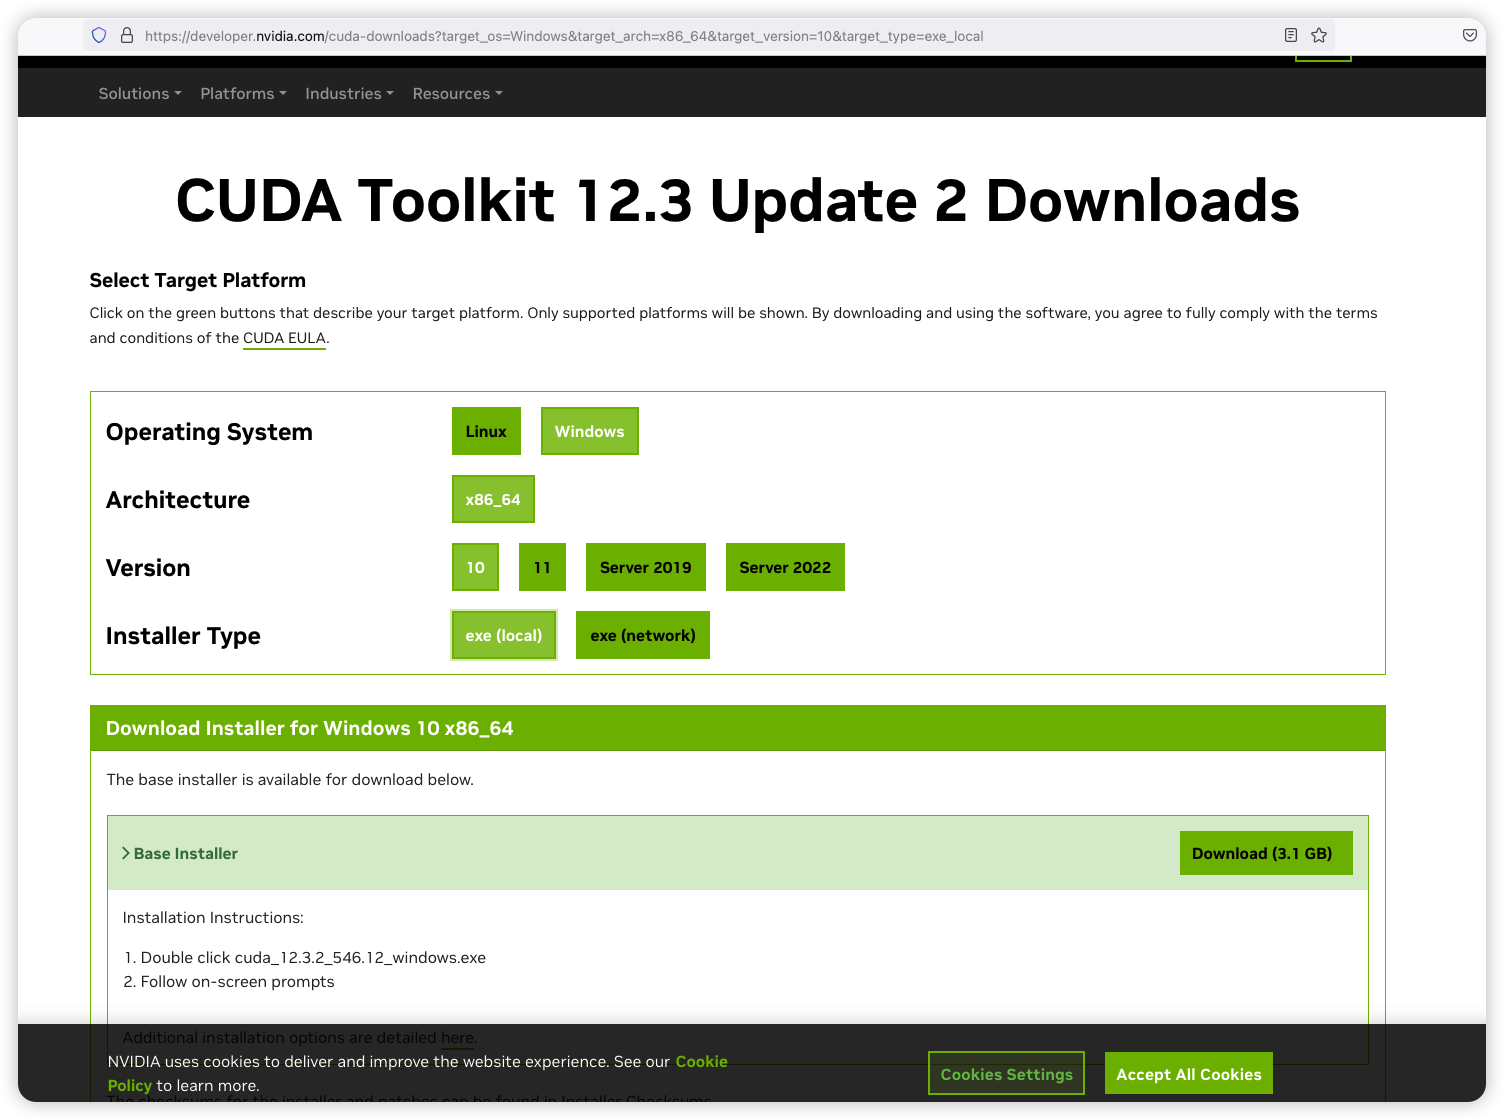 https://developer.nvidia.com/cuda-downloads?target_os=Windows&target_arch=x86_64&target_version=10&target_type=exe_local
Solutions Platforms Industries Resources
CUDA Toolkit 12.3 Update 2 Downloads
Select Target Platform
Click on the green buttons that describe your target platform. Only supported platforms will be shown. By downloading and using the software, you agree to fully comply with the terms
and conditions of the CUDA EULA.
Operating System Linux Windows
Architecture x86_64
Version 10 11 Server 2019 Server 2022
Installer Type exe (local) exe (network)
Download Installer for Windows 10 x86_64
The base installer is available for download below.
Base Installer Download (3.1 GB)
Installation Instructions:
1. Double click cuda_12.3.2_546.12_windows.exe
2. Follow on-screen prompts
Additional installation options are detailed here.
NVIDIA uses cookies to deliver and improve the website experience. See our Cookie
Policy to learn more.
Cookies Settings Accept All Cookies
The checksums for the installer and patches can be found in Installer Checksums.